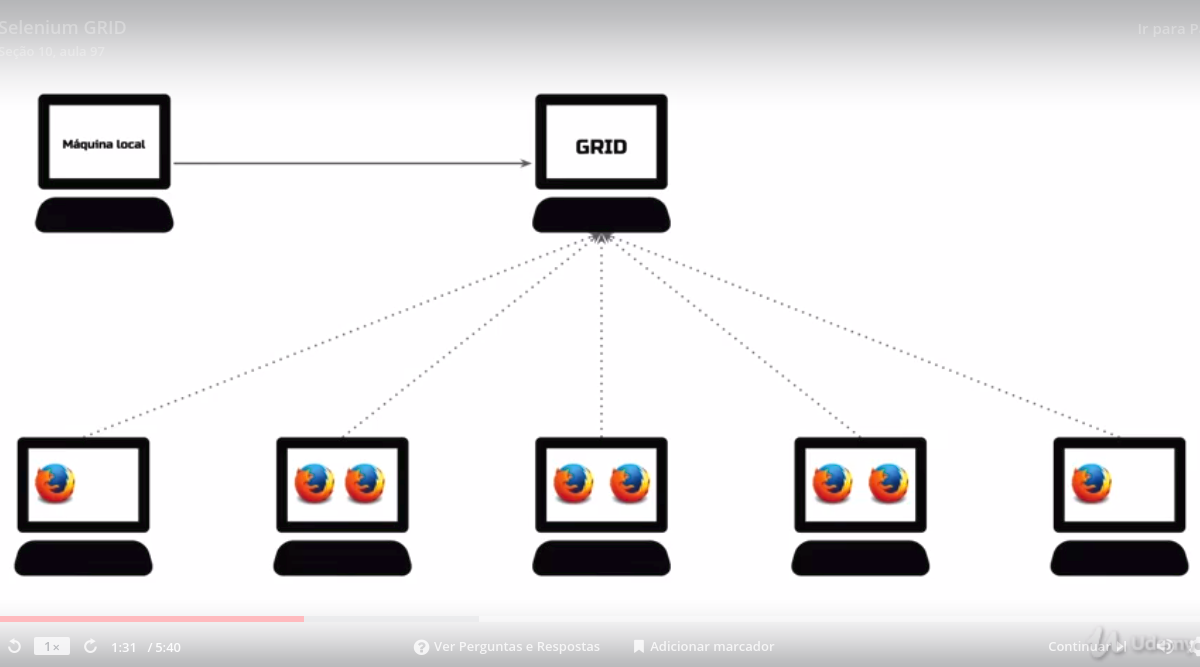 Selenium GRID
Seção 10, aula 97
Ir para P
Máquina local
GRID
1×
1:31 / 5:40
Ver Perguntas e Respostas
Adicionar marcador
Continuar
Udemy